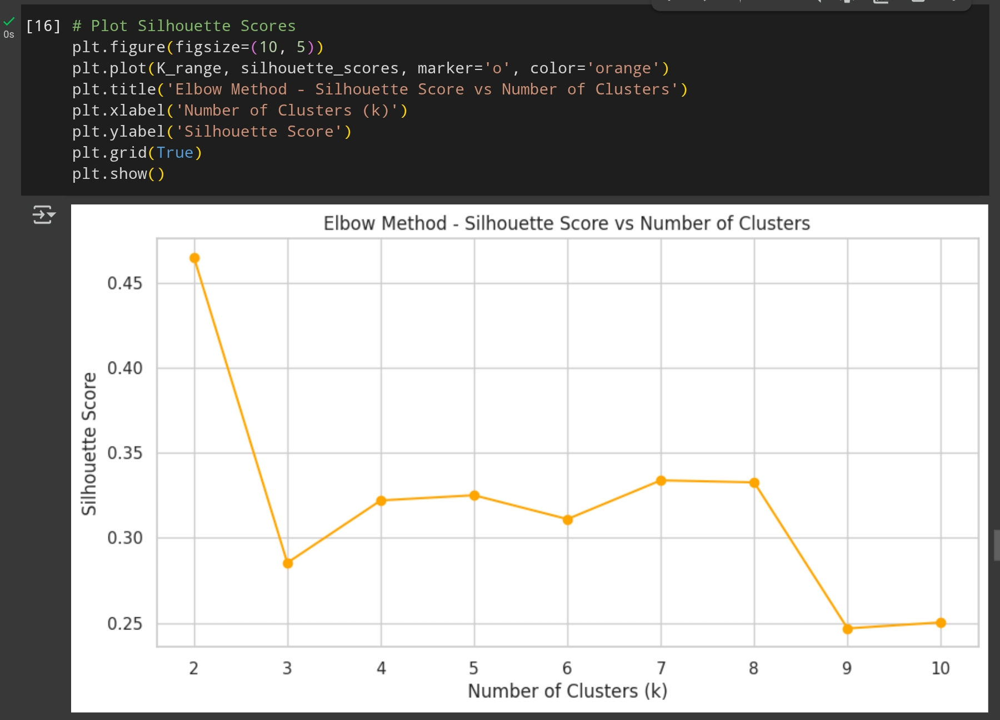 [16] # Plot Silhouette Scores
0s
plt.figure(figsize=(10, 5))
plt.plot(K_range, silhouette_scores, marker='o', color='orange')
plt.title('Elbow Method - Silhouette Score vs Number of Clusters')
plt.xlabel('Number of Clusters (k)')
plt.ylabel('Silhouette Score')
plt.grid(True)
plt.show()
Elbow Method - Silhouette Score vs Number of Clusters
Silhouette Score
0.45
0.40
0.35
0.30
0.25
2 3 4 5 6 7 8 9 10
Number of Clusters (k)